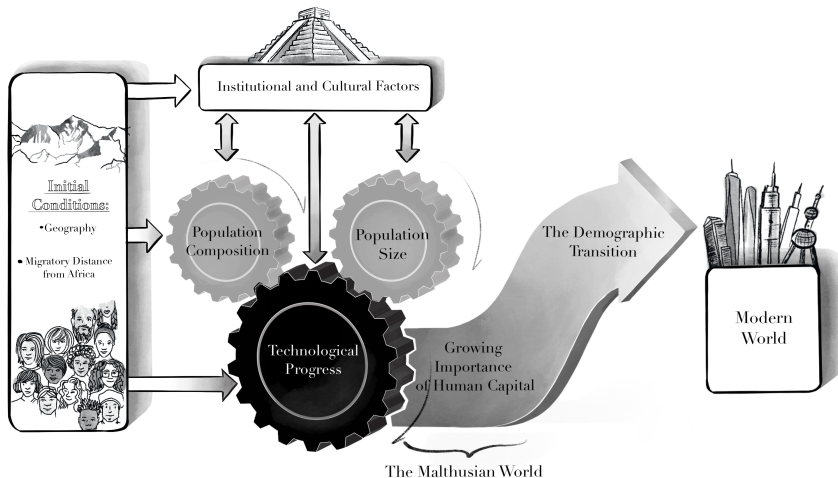 Institutional and Cultural Factors
Initial
Conditions:
•Geography
• Migratory Distance
from Africa
Population
Composition
Population
Size
Technological
Progress
Growing
Importance
of Human Capital
The Demographic
Transition
Modern
World
The Malthusian World